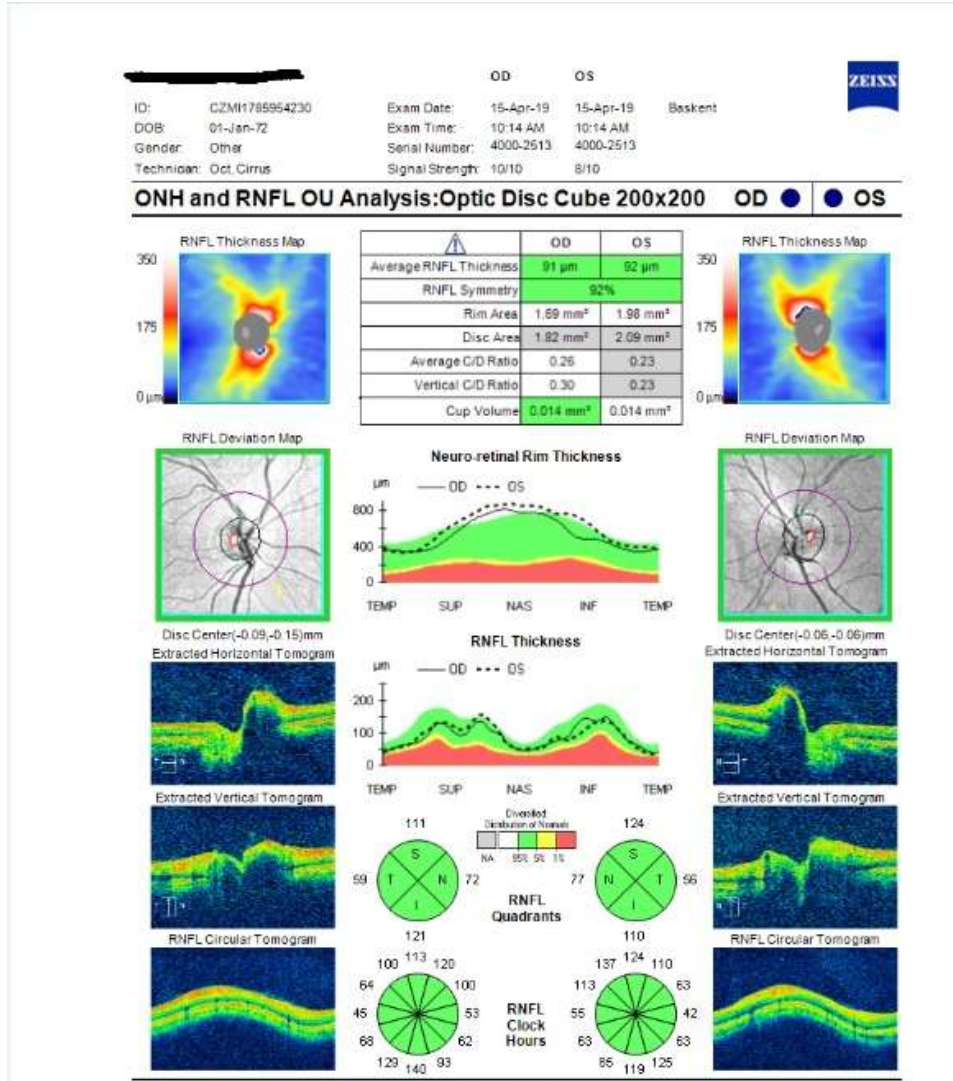 OD OS
ZEISS
ID: CZMI1785954230 Exam Date: 15-Apr-19 15-Apr-19 Baskent
DOB: 01-Jan-72 Exam Time: 10:14 AM 10:14 AM
Gender: Other Serial Number: 4000-2513 4000-2513
Technician: Oct, Cirrus Signal Strength: 10/10 8/10
ONH and RNFL OU Analysis:Optic Disc Cube 200x200 OD OS
RNFL Thickness Map
350
175
0 µm
OD OS
Average RNFL Thickness 91 µm 92 µm
RNFL Symmetry 92%
Rim Area 1.69 mm² 1.98 mm²
Disc Area 1.82 mm² 2.09 mm²
Average C/D Ratio 0.26 0.23
Vertical C/D Ratio 0.30 0.23
Cup Volume 0.014 mm³ 0.014 mm³
RNFL Thickness Map
350
175
0 µm
RNFL Deviation Map
Disc Center(-0.09,-0.15)mm
Neuro-retinal Rim Thickness
µm OD OS
800
400
0
TEMP SUP NAS INF TEMP
RNFL Deviation Map
Disc Center(-0.06,-0.06)mm
Extracted Horizontal Tomogram
RNFL Thickness
µm OD OS
200
100
0
TEMP SUP NAS INF TEMP
Extracted Horizontal Tomogram
Extracted Vertical Tomogram
Diversified:
Distribution of Normals
NA 95% 5% 1%
111
S
59 T N 72
I
121
RNFL
Quadrants
124
S
77 N T 56
I
110
Extracted Vertical Tomogram
RNFL Circular Tomogram
113
100 120
64 100
45 53
68 62
129 93
140
RNFL
Clock
Hours
124
137 110
113 63
55 42
63 63
85 125
119
RNFL Circular Tomogram